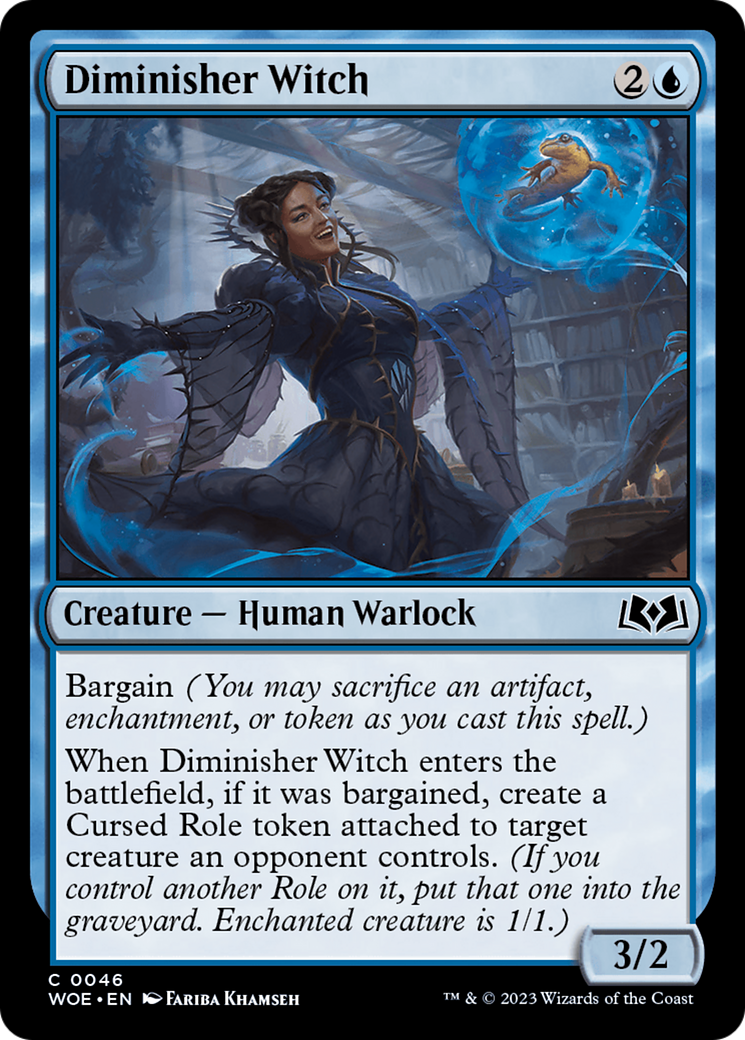 Diminisher Witch 2
Creature — Human Warlock
Bargain (You may sacrifice an artifact,
enchantment, or token as you cast this spell.)
When Diminisher Witch enters the
battlefield, if it was bargained, create a
Cursed Role token attached to target
creature an opponent controls. (If you
control another Role on it, put that one into the
graveyard. Enchanted creature is 1/1.)
3/2
C 0046
WOE • EN Fariba Khamseh
™ & © 2023 Wizards of the Coast